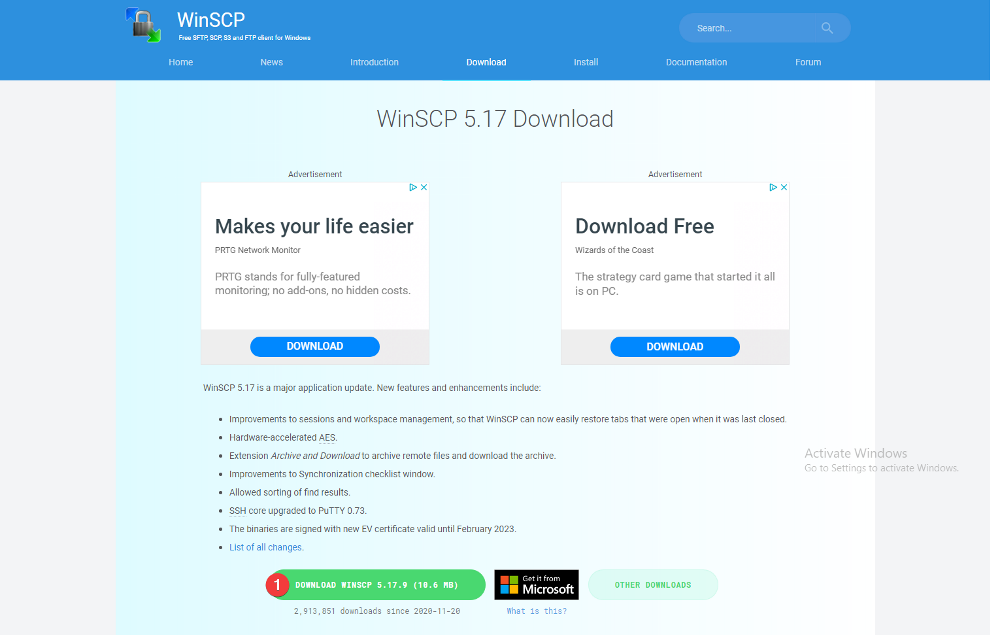 WinSCP
Free SFTP, SCP, S3 and FTP client for Windows
Search...
Home
News
Introduction
Download
Install
Documentation
Forum
WinSCP 5.17 Download
Advertisement
Makes your life easier
PRTG Network Monitor
PRTG stands for fully-featured
monitoring; no add-ons, no hidden costs.
DOWNLOAD
Advertisement
Download Free
Wizards of the Coast
The strategy card game that started it all
is on PC.
DOWNLOAD
WinSCP 5.17 is a major application update. New features and enhancements include:
Improvements to sessions and workspace management, so that WinSCP can now easily restore tabs that were open when it was last closed.
Hardware-accelerated AES.
Extension Archive and Download to archive remote files and download the archive.
Improvements to Synchronization checklist window.
Allowed sorting of find results.
SSH core upgraded to PuTTY 0.73.
The binaries are signed with new EV certificate valid until February 2023.
List of all changes.
Activate Windows
Go to Settings to activate Windows.
1
DOWNLOAD WINSCP 5.17.9 (10.6 MB)
2,913,851 downloads since 2020-11-20
Get it from
Microsoft
What is this?
OTHER DOWNLOADS